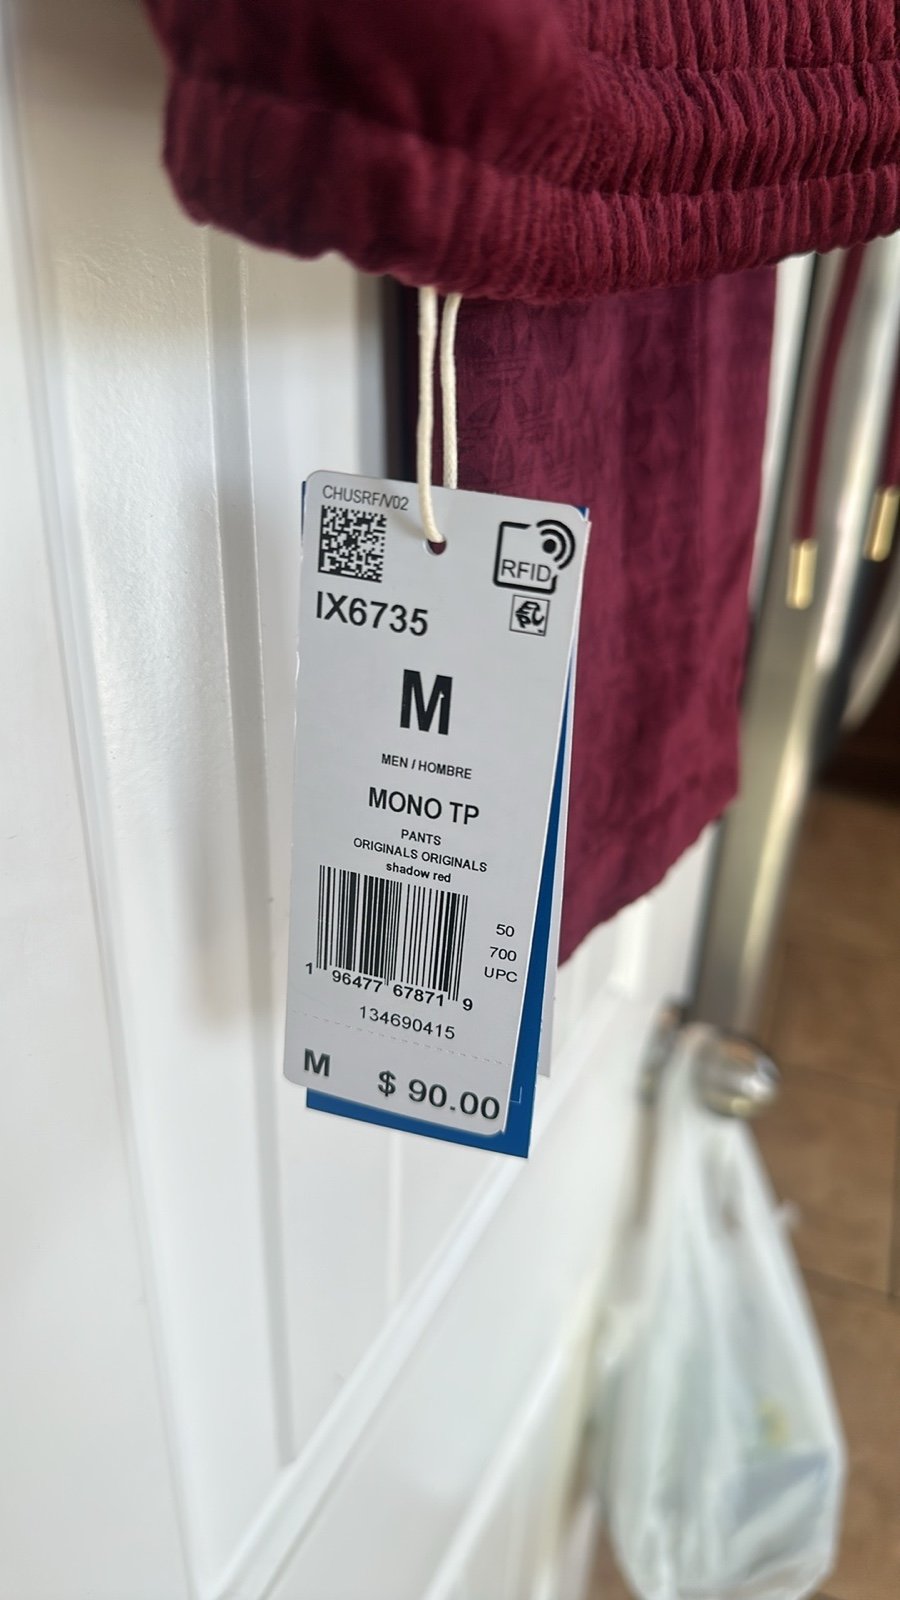 CHUSRF/V02
RFID
IX6735
M
MEN / HOMBRE
MONO TP
PANTS
ORIGINALS ORIGINALS
shadow red
50
700
UPC
1 96477 67871 9
134690415
M $ 90.00